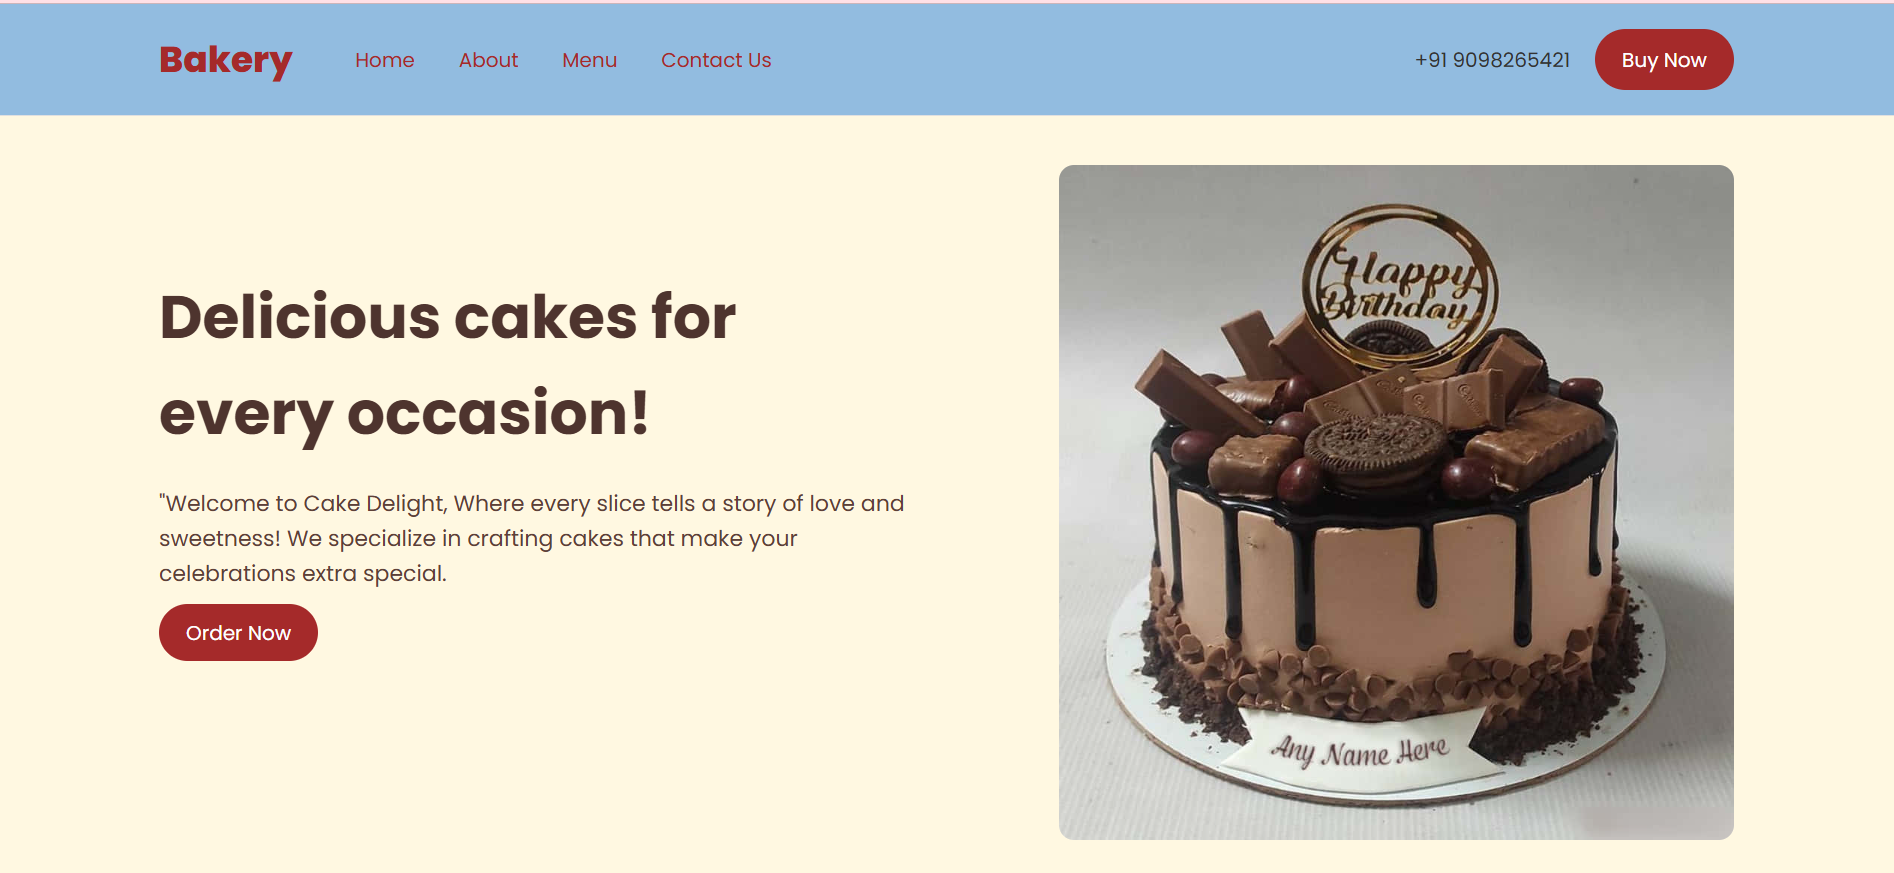 Bakery Home About Menu Contact Us +91 9098265421 Buy Now
Delicious cakes for
every occasion!
"Welcome to Cake Delight, Where every slice tells a story of love and
sweetness! We specialize in crafting cakes that make your
celebrations extra special.
Order Now
Happy
Birthday
Any Name Here